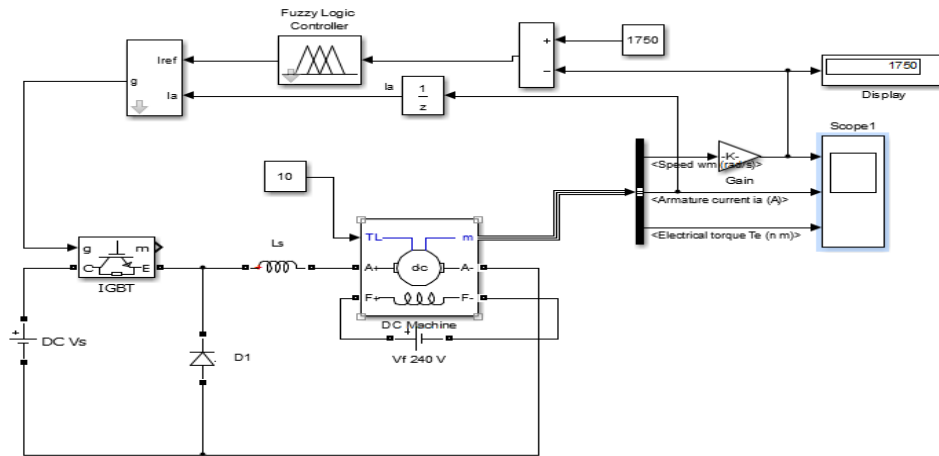 Fuzzy Logic
Controller
1750
+
−
Iref
g
Ia
Ia
1
z
1750
Display
Scope1
-K-
<Speed wm (rad/s)>
Gain
<Armature current ia (A)>
<Electrical torque Te (n m)>
10
TL
m
dc
A+
A-
F+
F-
DC Machine
+
Vf 240 V
g
m
C
E
IGBT
Ls
+
+
DC Vs
D1